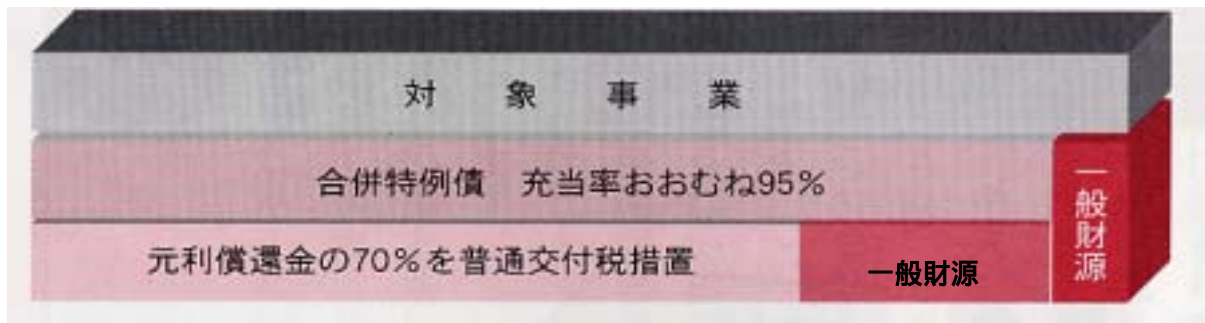 対象事業
合併特例債 充当率おおむね95%
一般財源
元利償還金の70%を普通交付税措置
一般財源